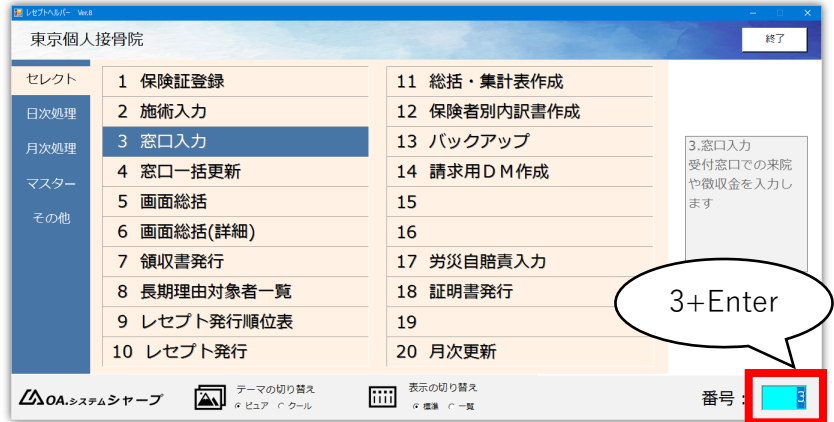 レセプトヘルパー Ver.8
東京個人接骨院
終了
セレクト
日次処理
月次処理
マスター
その他
1 保険証登録
2 施術入力
3 窓口入力
4 窓口一括更新
5 画面総括
6 画面総括(詳細)
7 領収書発行
8 長期理由対象者一覧
9 レセプト発行順位表
10 レセプト発行
11 総括・集計表作成
12 保険者別内訳書作成
13 バックアップ
14 請求用ＤＭ作成
15
16
17 労災自賠責入力
18 証明書発行
19
20 月次更新
3.窓口入力
受付窓口での来院
や徴収金を入力し
ます
3+Enter
OA.システムシャープ
テーマの切り替え
ピュア クール
表示の切り替え
標準 一覧
番号： 3